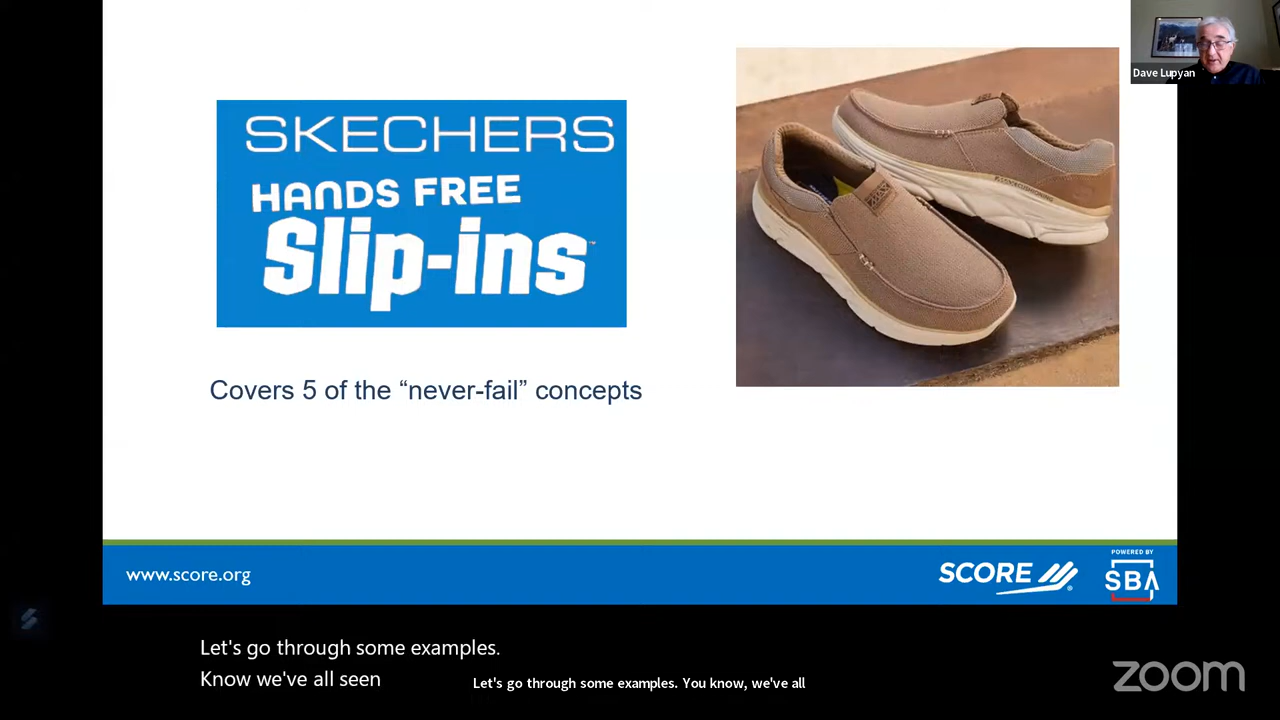 Dave Lupyan
SKECHERS
HANDS FREE
Slip-ins
Covers 5 of the “never-fail” concepts
www.score.org
SCORE
POWERED BY
SBA
Let's go through some examples.
Know we've all seen
Let's go through some examples. You know, we've all
zoom